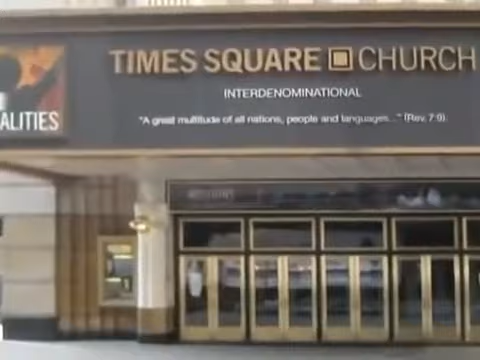 TIMES SQUARE CHURCH
INTERDENOMINATIONAL
"A great multitude of all nations, people and languages..." (Rev. 7:9)
ALITIES